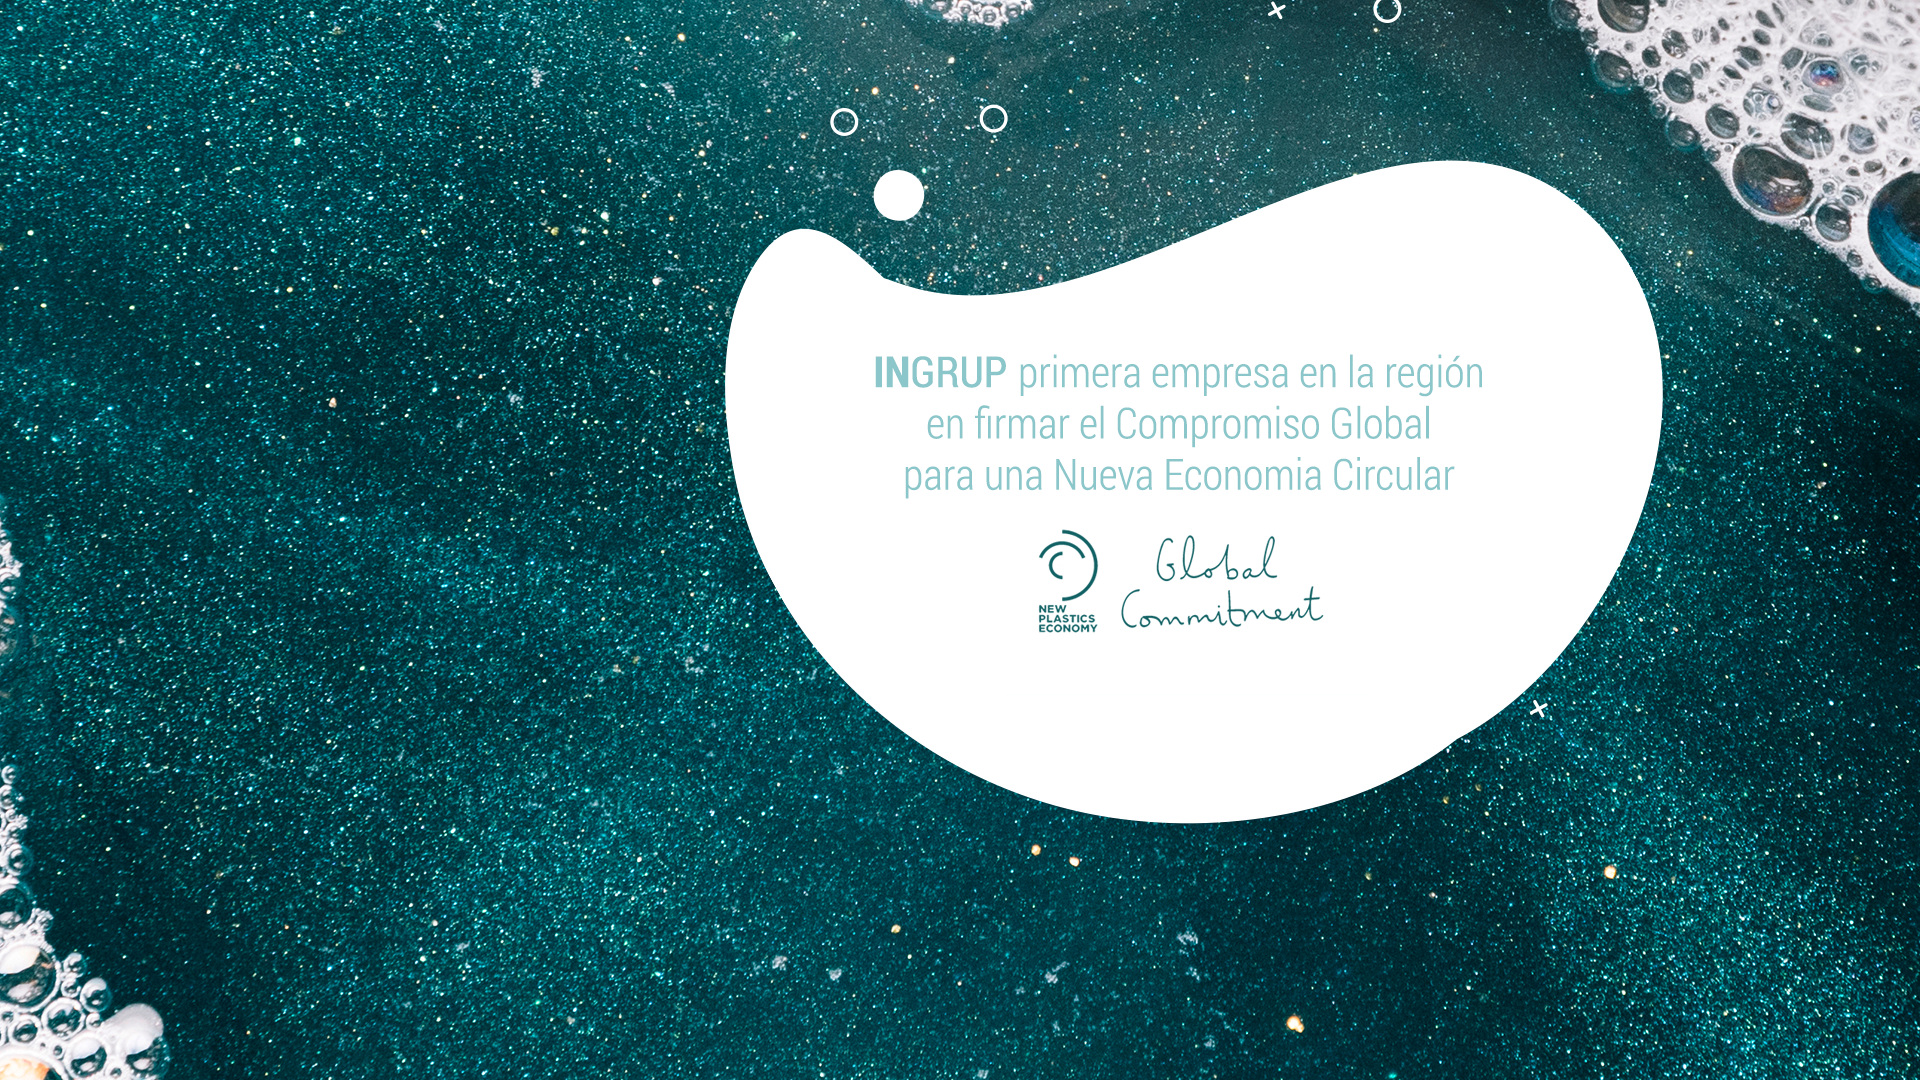 INGRUP primera empresa en la región
en firmar el Compromiso Global
para una Nueva Economia Circular
NEW
PLASTICS
ECONOMY
Global
Commitment